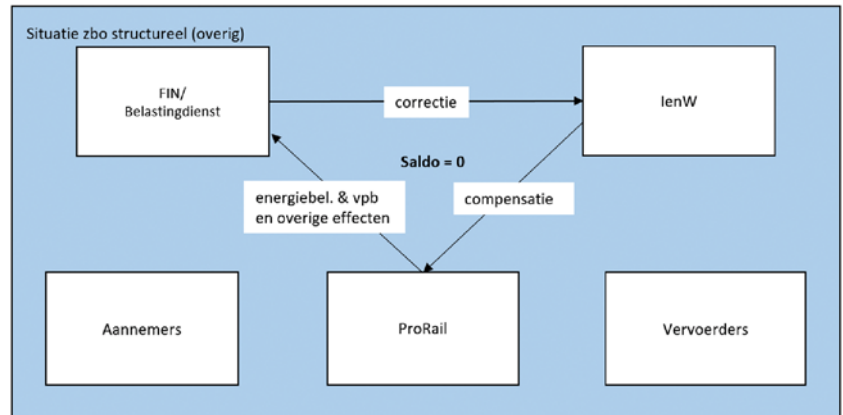 Situatie zbo structureel (overig)
FIN/
Belastingdienst
correctie
IenW
Saldo = 0
energiebel. & vpb
en overige effecten
compensatie
Aannemers
ProRail
Vervoerders